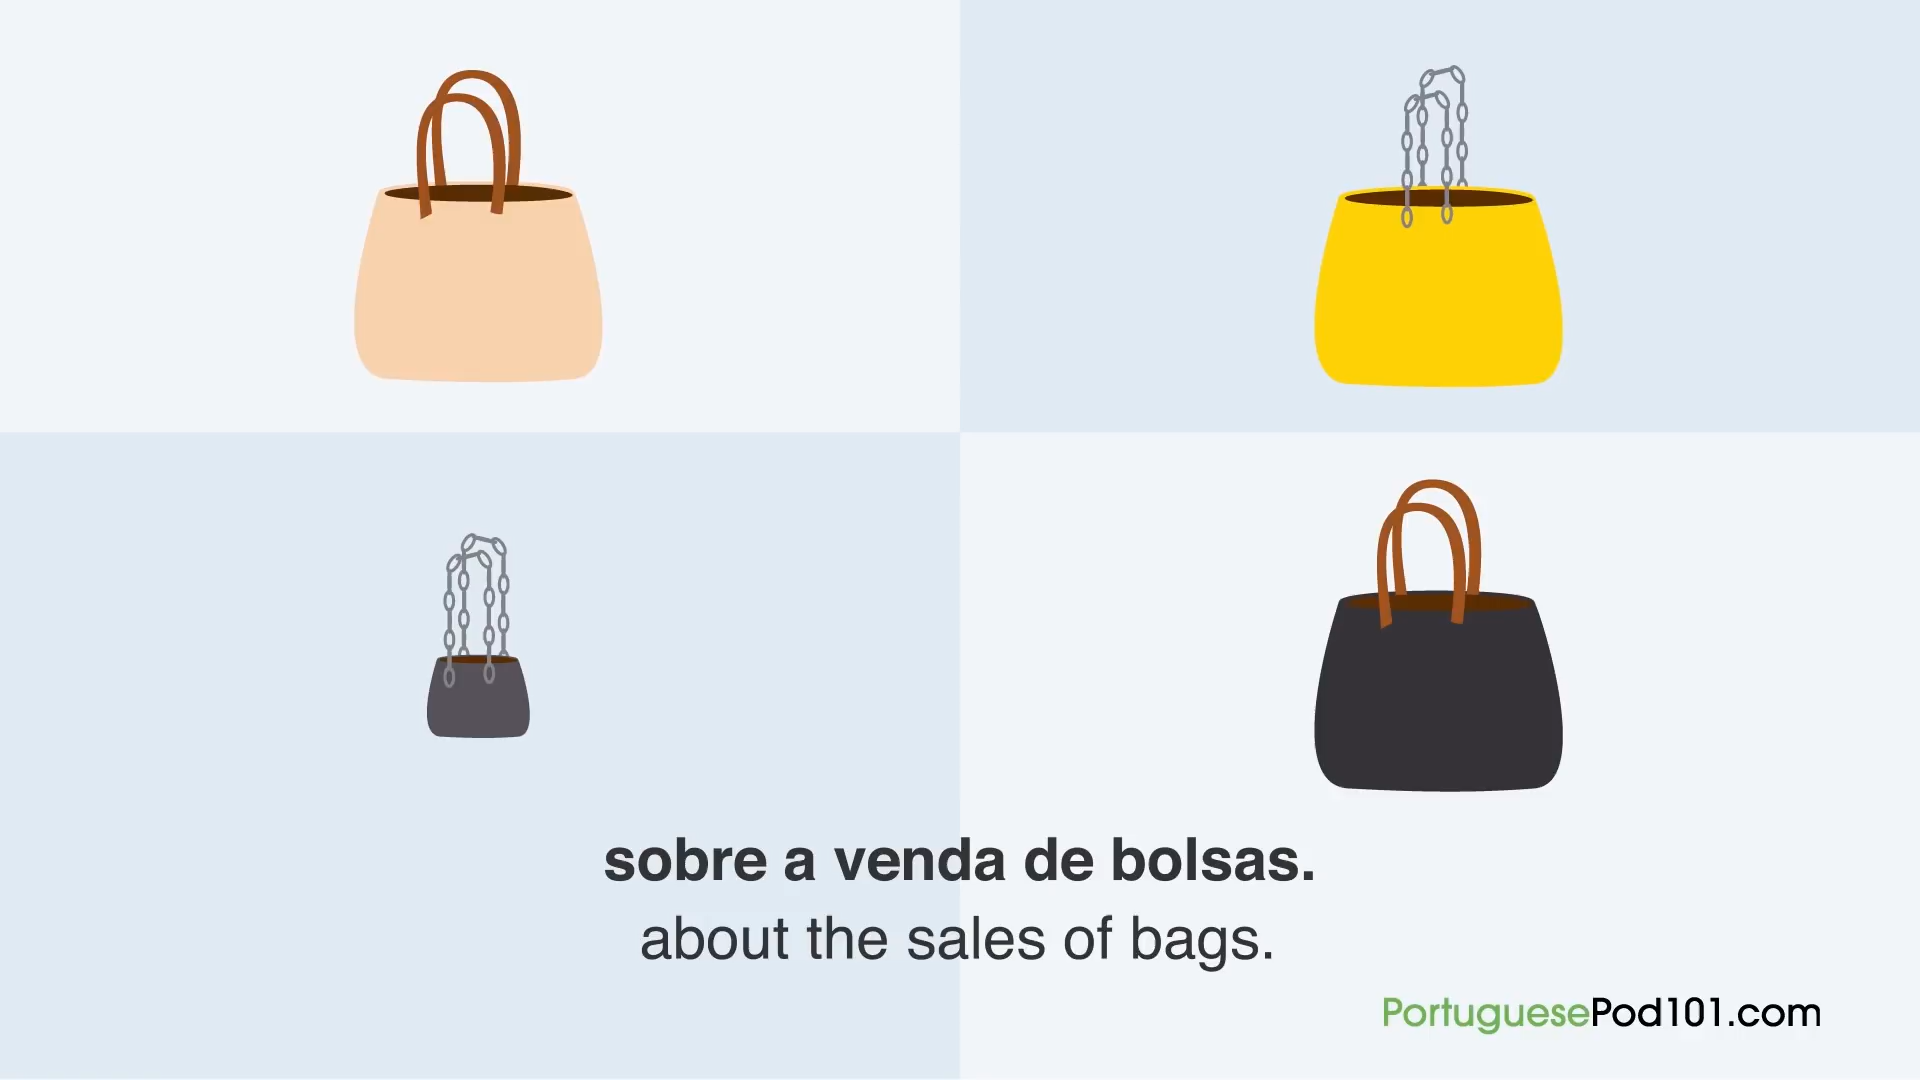 sobre a venda de bolsas.
about the sales of bags.
PortuguesePod101.com